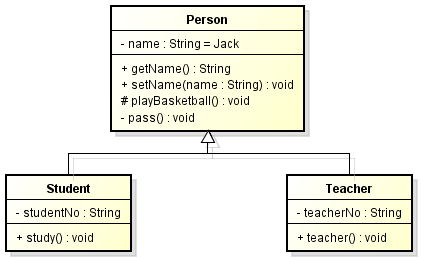 Person
- name : String = Jack
+ getName() : String
+ setName(name : String) : void
# playBasketball() : void
- pass() : void
Student
- studentNo : String
+ study() : void
Teacher
- teacherNo : String
+ teacher() : void